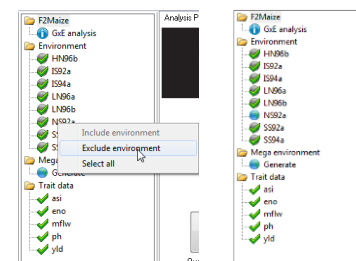 F2Maize
GxE analysis
Environment
HN96b
IS92a
IS94a
LN96a
LN96b
NS92a
Include environment
Exclude environment
Select all
Mega
Generate
Trait data
asi
eno
mflw
ph
yld
Analysis P
F2Maize
GxE analysis
Environment
HN96b
IS92a
IS94a
LN96a
LN96b
NS92a
SS92a
SS94a
Mega environment
Generate
Trait data
asi
eno
mflw
ph
yld